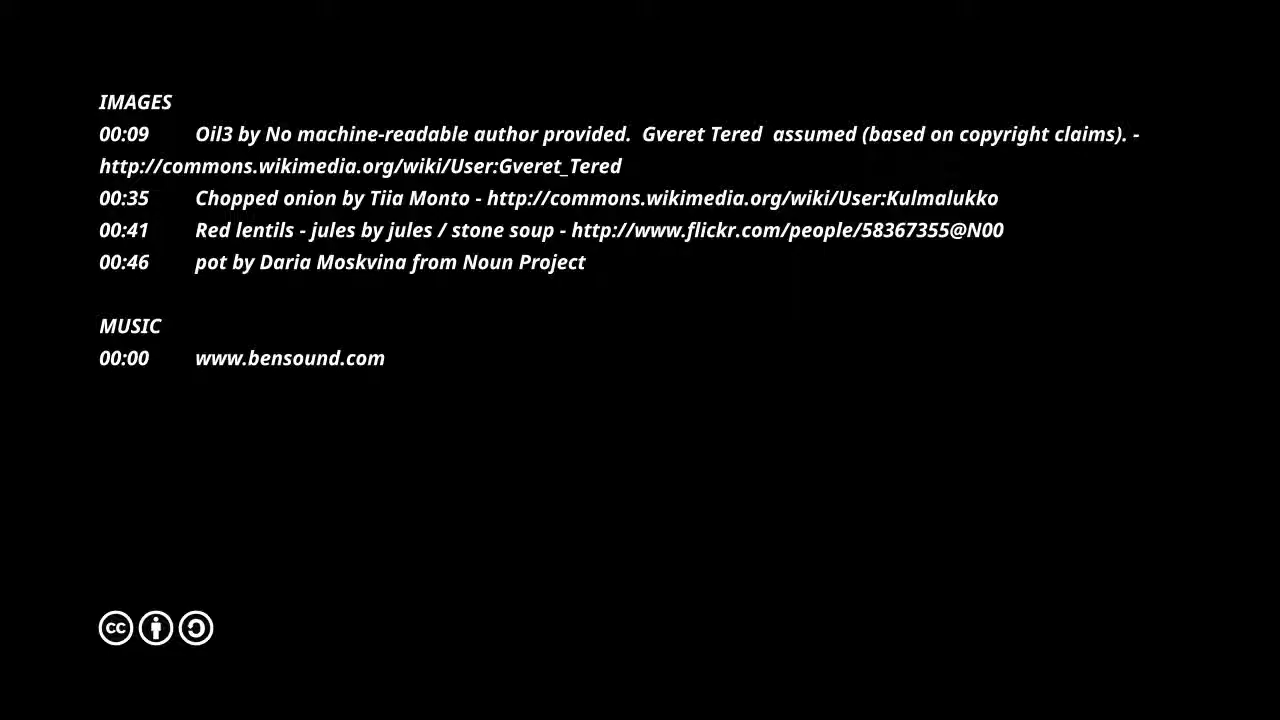 IMAGES
00:09 Oil3 by No machine-readable author provided. Gveret Tered assumed (based on copyright claims). -
http://commons.wikimedia.org/wiki/User:Gveret_Tered
00:35 Chopped onion by Tiia Monto - http://commons.wikimedia.org/wiki/User:Kulmalukko
00:41 Red lentils - jules by jules / stone soup - http://www.flickr.com/people/58367355@N00
00:46 pot by Daria Moskvina from Noun Project
MUSIC
00:00 www.bensound.com
cc